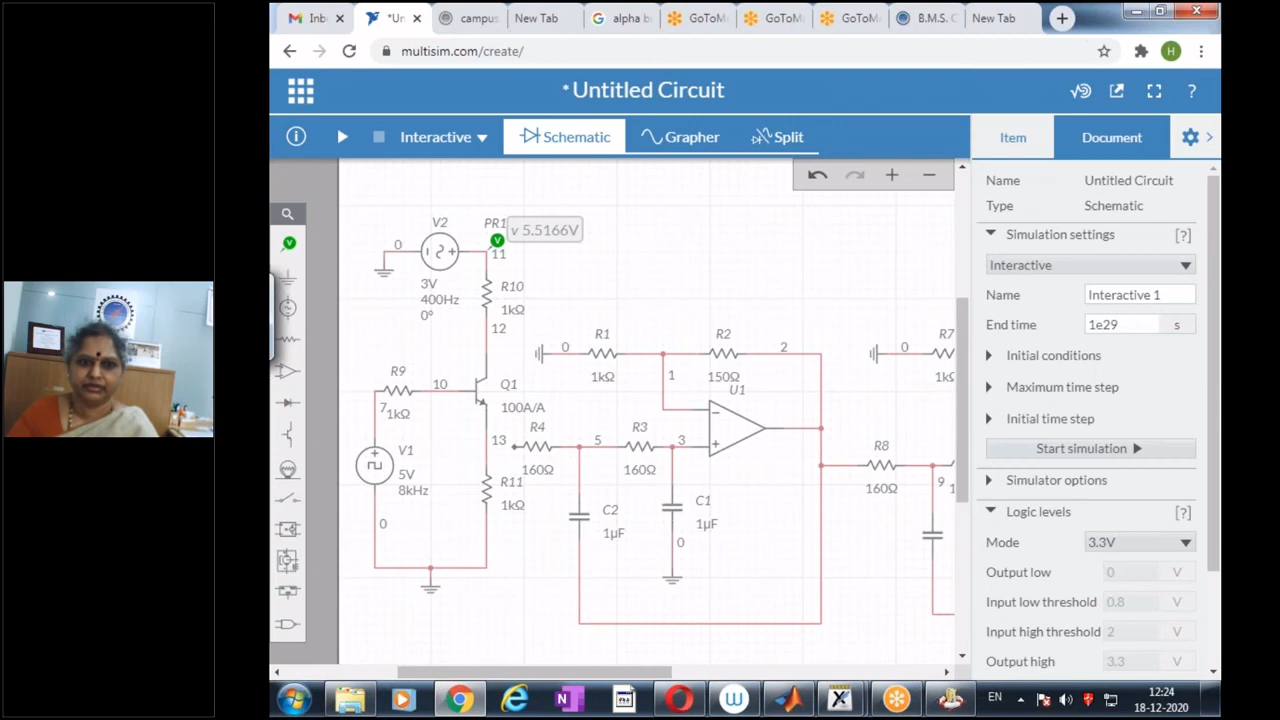 Inb
*Un
campus
New Tab
alpha b
GoToM
GoToM
GoToM
B.M.S. C
New Tab
multisim.com/create/
H
* Untitled Circuit
?
Interactive
Schematic
Grapher
Split
Item
Document
Name Untitled Circuit
Type Schematic
Simulation settings [?]
Interactive
Name Interactive 1
End time 1e29 s
Initial conditions
Maximum time step
Initial time step
Start simulation
Simulator options
Logic levels [?]
Mode 3.3V
Output low 0 V
Input low threshold 0.8 V
Input high threshold 2 V
Output high 3.3 V
V2
0
3V
400Hz
0°
PR1
V
v 5.5166V
11
R10
1kΩ
12
R9
10
7
1kΩ
Q1
100A/A
13
V1
5V
8kHz
0
R11
1kΩ
0
R1
1kΩ
R2
150Ω
2
1
U1
R4
160Ω
5
R3
160Ω
3
C2
1µF
C1
1µF
0
0
R7
1k
R8
160Ω
9
EN
12:24
18-12-2020